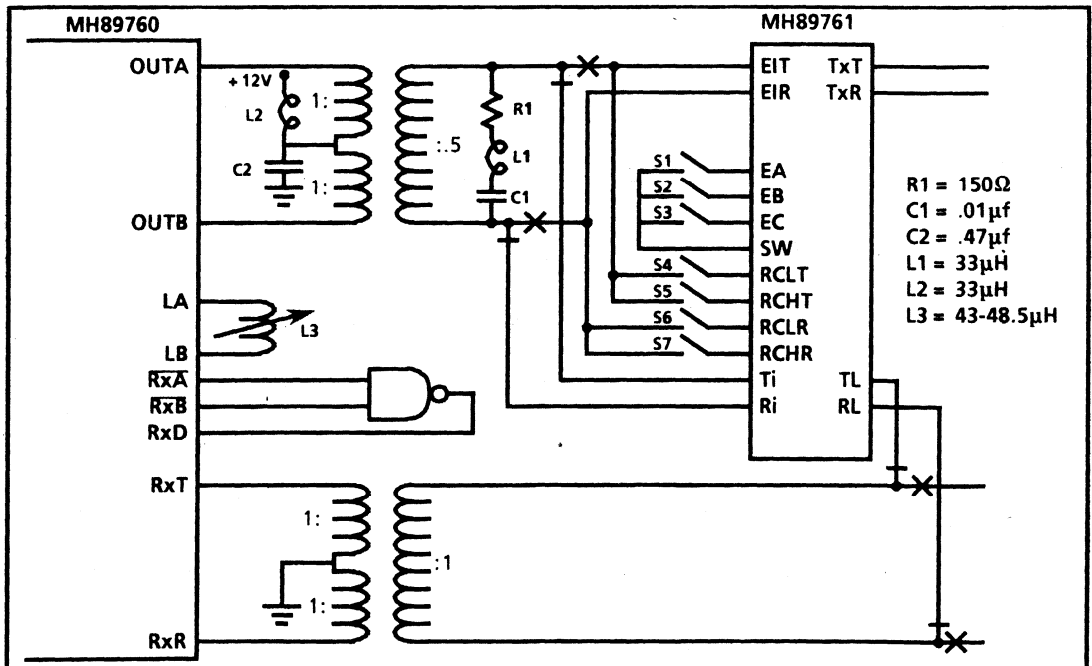 MH89760
MH89761
OUTA
+12V
L2
C2
1:
1:
OUTB
:.5
R1
L1
C1
EIT
EIR
TxT
TxR
S1
S2
S3
S4
S5
S6
S7
EA
EB
EC
SW
RCLT
RCHT
RCLR
RCHR
Ti
Ri
TL
RL
R1 = 150Ω
C1 = .01µf
C2 = .47µf
L1 = 33µH
L2 = 33µH
L3 = 43-48.5µH
LA
LB
L3
RxA
RxB
RxD
RxT
RxR
1:
1:
:1